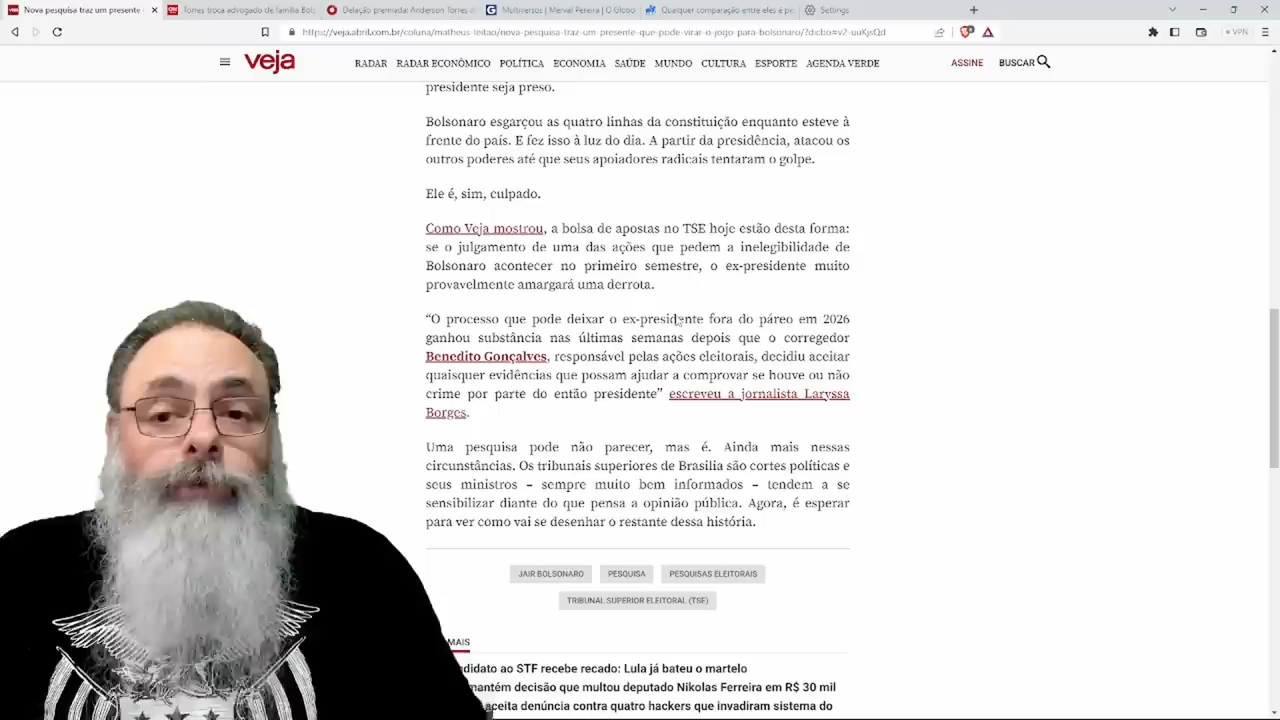 Nova pesquisa traz um presente
Torres troca advogado de família Bols
Delação premiada: Anderson Torres d
Multiversos | Merval Pereira | O Globo
Qualquer comparação entre eles é pe
Settings
https://veja.abril.com.br/coluna/matheus-leitao/nova-pesquisa-traz-um-presente-que-pode-virar-o-jogo-para-bolsonaro/?dicbo=v2-uuKjsQd
VPN
veja
RADAR RADAR ECONÔMICO POLÍTICA ECONOMIA SAÚDE MUNDO CULTURA ESPORTE AGENDA VERDE
ASSINE BUSCAR
presidente seja preso.
Bolsonaro esgarçou as quatro linhas da constituição enquanto esteve à
frente do país. E fez isso à luz do dia. A partir da presidência, atacou os
outros poderes até que seus apoiadores radicais tentaram o golpe.
Ele é, sim, culpado.
Como Veja mostrou, a bolsa de apostas no TSE hoje estão desta forma:
se o julgamento de uma das ações que pedem a inelegibilidade de
Bolsonaro acontecer no primeiro semestre, o ex-presidente muito
provavelmente amargará uma derrota.
“O processo que pode deixar o ex-presidente fora do páreo em 2026
ganhou substância nas últimas semanas depois que o corregedor
Benedito Gonçalves, responsável pelas ações eleitorais, decidiu aceitar
quaisquer evidências que possam ajudar a comprovar se houve ou não
crime por parte do então presidente” escreveu a jornalista Laryssa
Borges.
Uma pesquisa pode não parecer, mas é. Ainda mais nessas
circunstâncias. Os tribunais superiores de Brasilia são cortes políticas e
seus ministros – sempre muito bem informados – tendem a se
sensibilizar diante do que pensa a opinião pública. Agora, é esperar
para ver como vai se desenhar o restante dessa história.
JAIR BOLSONARO PESQUISA PESQUISAS ELEITORAIS
TRIBUNAL SUPERIOR ELEITORAL (TSE)
MAIS
didato ao STF recebe recado: Lula já bateu o martelo
mantém decisão que multou deputado Nikolas Ferreira em R$ 30 mil
aceita denúncia contra quatro hackers que invadiram sistema do